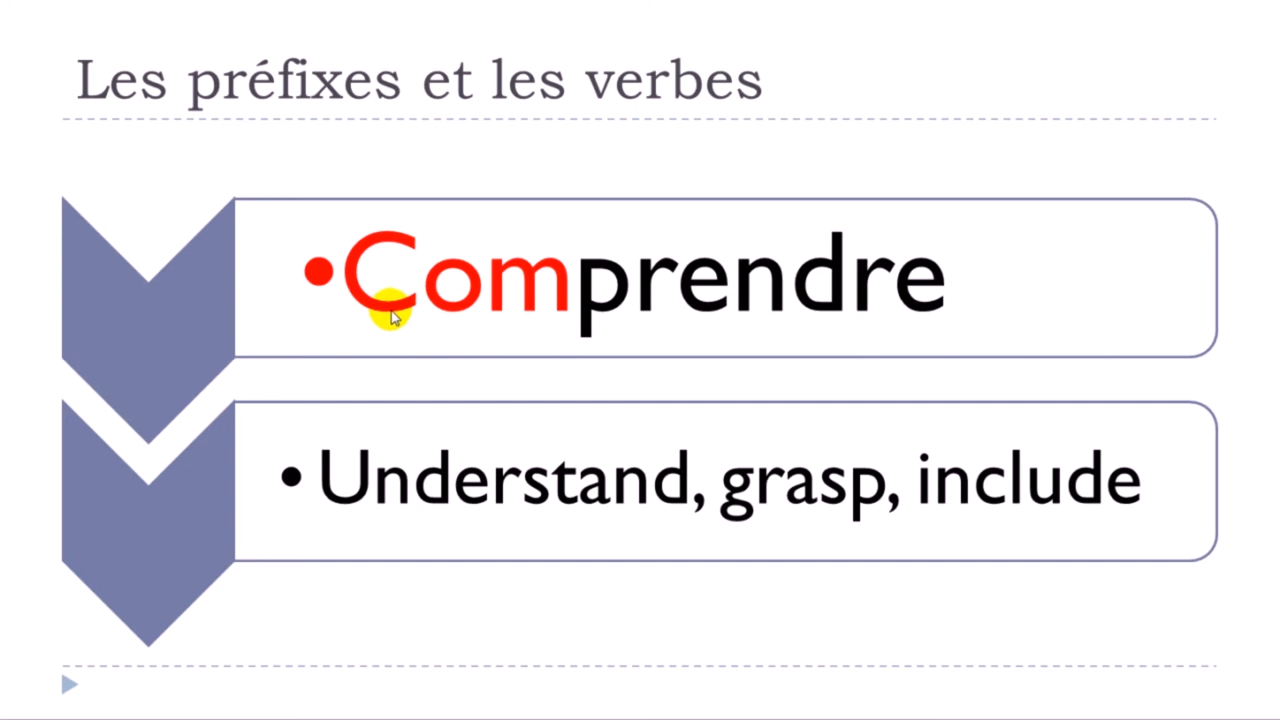 Les préfixes et les verbes
•Comprendre
• Understand, grasp, include